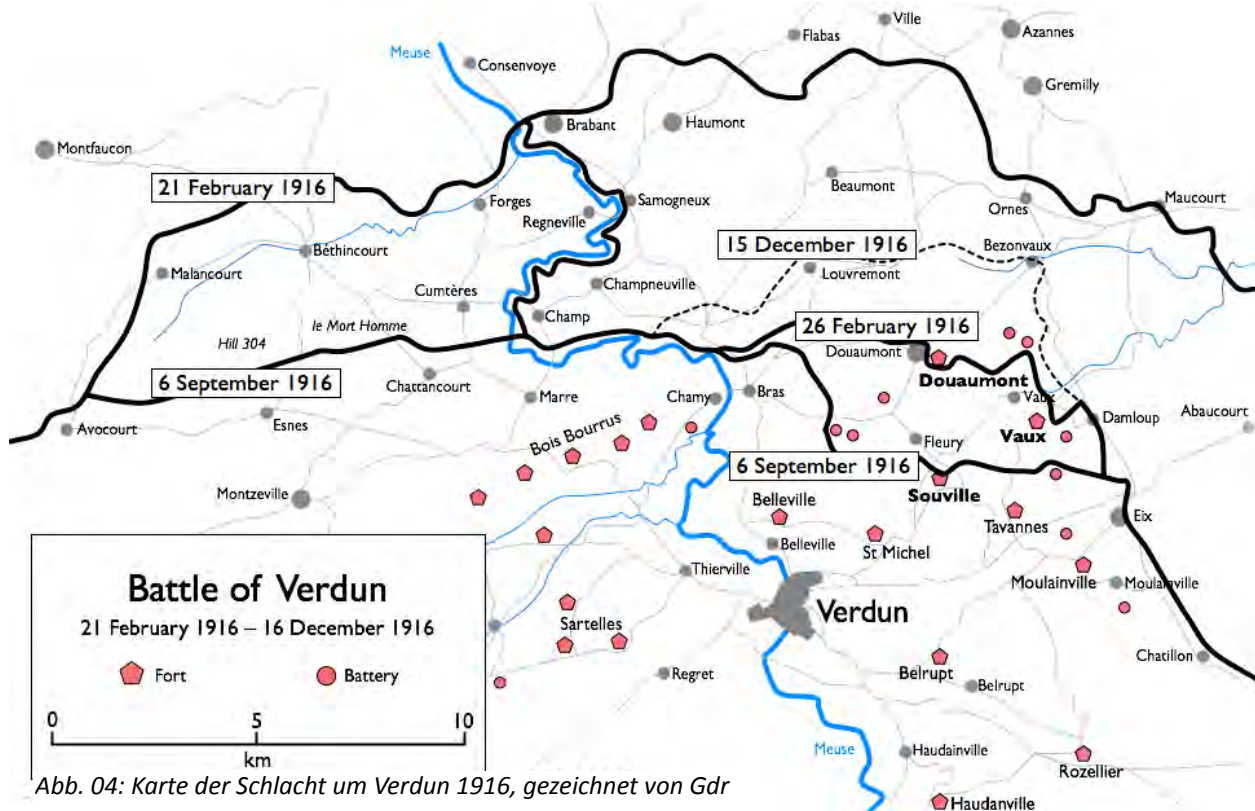 Ville
Flabas
Azannes
Meuse
Consenvoye
Gremilly
Brabant
Haumont
Montfaucon
21 February 1916
Beaumont
Forges
Regneville
Samogneux
Ornes
Maucourt
Béthincourt
15 December 1916
Bezonvaux
Malancourt
Louvremont
Champneuville
Cumtères
Champ
le Mort Homme
26 February 1916
Hill 304
Douaumont
6 September 1916
Chattancourt
Douaumont
Marre
Chamy
Bras
Vaux
Damloup
Abaucourt
Esnes
Avocourt
Bois Bourrus
Fleury
Vaux
6 September 1916
Montzeville
Belleville
Souville
Tavannes
Eix
Belleville
St Michel
Thierville
Moulainville
Moulainville
Battle of Verdun
21 February 1916 – 16 December 1916
Fort
Battery
0
5
10
km
Verdun
Sartelles
Regret
Belrupt
Belrupt
Chatillon
Meuse
Haudainville
Rozellier
Haudanville
Abb. 04: Karte der Schlacht um Verdun 1916, gezeichnet von Gdr